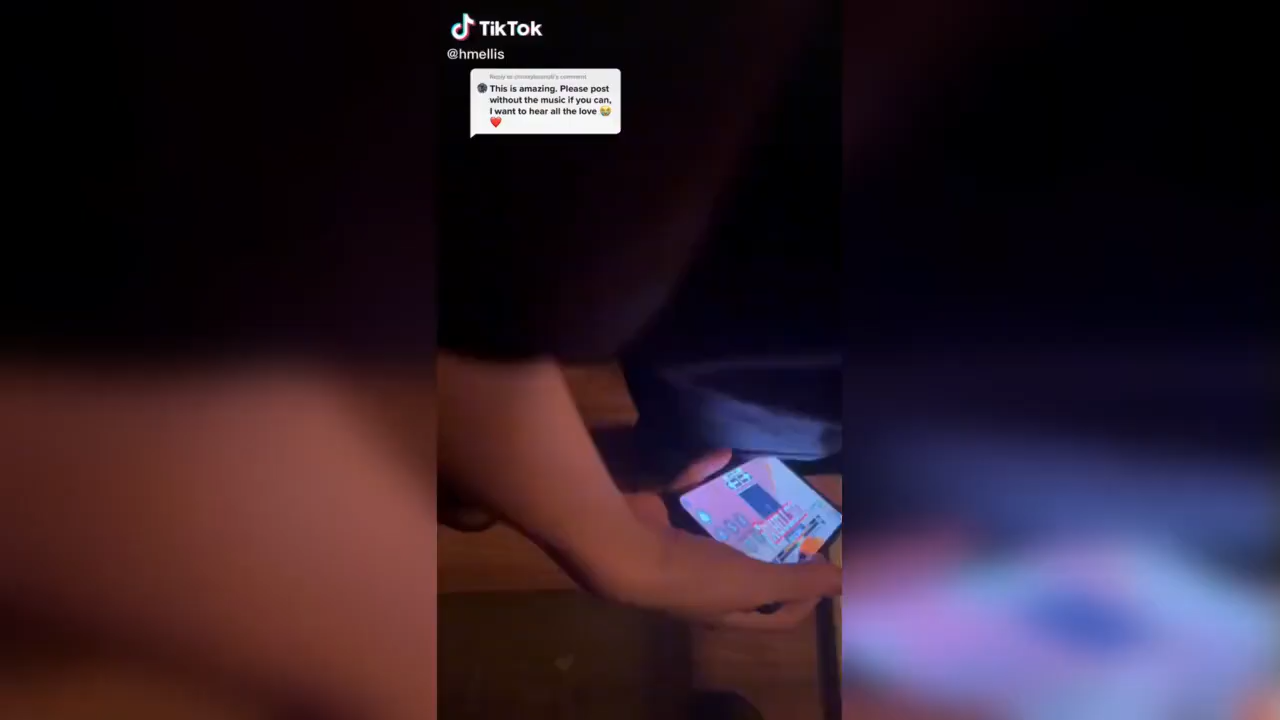 TikTok
@hmellis
This is amazing. Please post
without the music if you can,
I want to hear all the love 😭
❤️